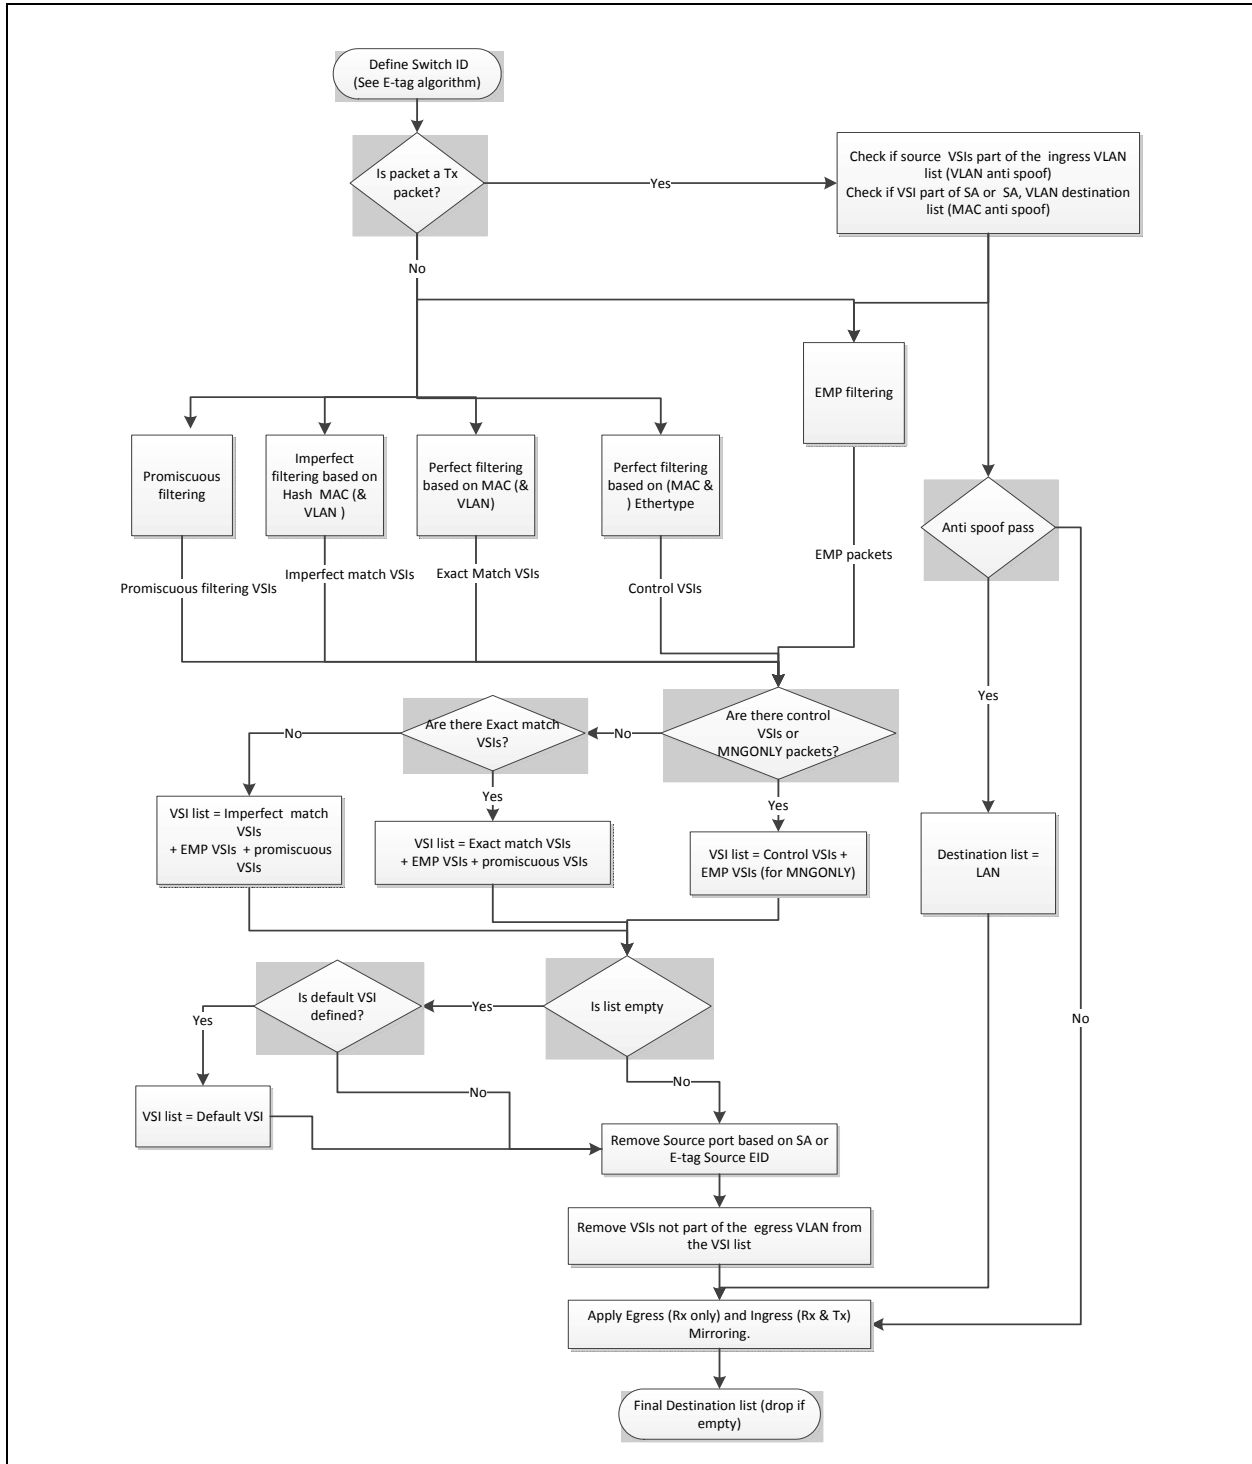 Define Switch ID
(See E-tag algorithm)
Is packet a Tx
packet?
Yes
Check if source  VSIs part of the  ingress VLAN
list (VLAN anti spoof)
Check if VSI part of SA or  SA, VLAN destination
list (MAC anti spoof)
No
EMP filtering
Promiscuous
filtering
Imperfect
filtering based on
Hash  MAC (&
VLAN )
Perfect filtering
based on MAC (&
VLAN)
Perfect filtering
based on (MAC &
) Ethertype
Anti spoof pass
EMP packets
Promiscuous filtering VSIs
Imperfect match VSIs
Exact Match VSIs
Control VSIs
Yes
Are there Exact match
VSIs?
No
No
Are there control
VSIs or
MNGONLY packets?
Yes
Yes
VSI list = Imperfect  match
VSIs
+ EMP VSIs  + promiscuous
VSIs
VSI list = Exact match VSIs
+ EMP VSIs + promiscuous VSIs
VSI list = Control VSIs +
EMP VSIs (for MNGONLY)
Destination list =
LAN
Is default VSI
defined?
Yes
Is list empty
Yes
No
No
No
VSI list = Default VSI
Remove Source port based on SA or
E-tag Source EID
Remove VSIs not part of the  egress VLAN from
the VSI list
Apply Egress (Rx only) and Ingress (Rx & Tx)
Mirroring.
Final Destination list (drop if
empty)